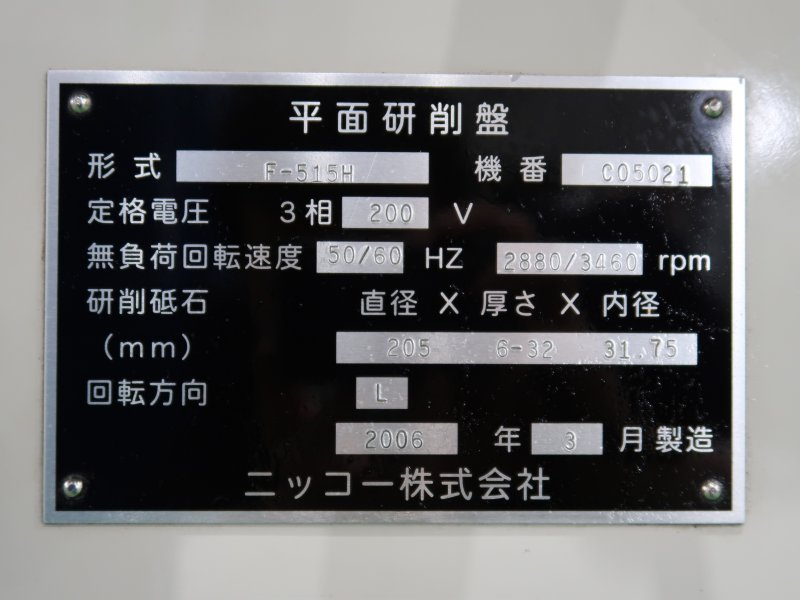 平面研削盤
形式 F-515H 機番 C05021
定格電圧 3相 200 V
無負荷回転速度 50/60 HZ 2880/3460 rpm
研削砥石 直径 X 厚さ X 内径
(mm) 205 6-32 31.75
回転方向 L
2006 年 3 月製造
ニッコー株式会社